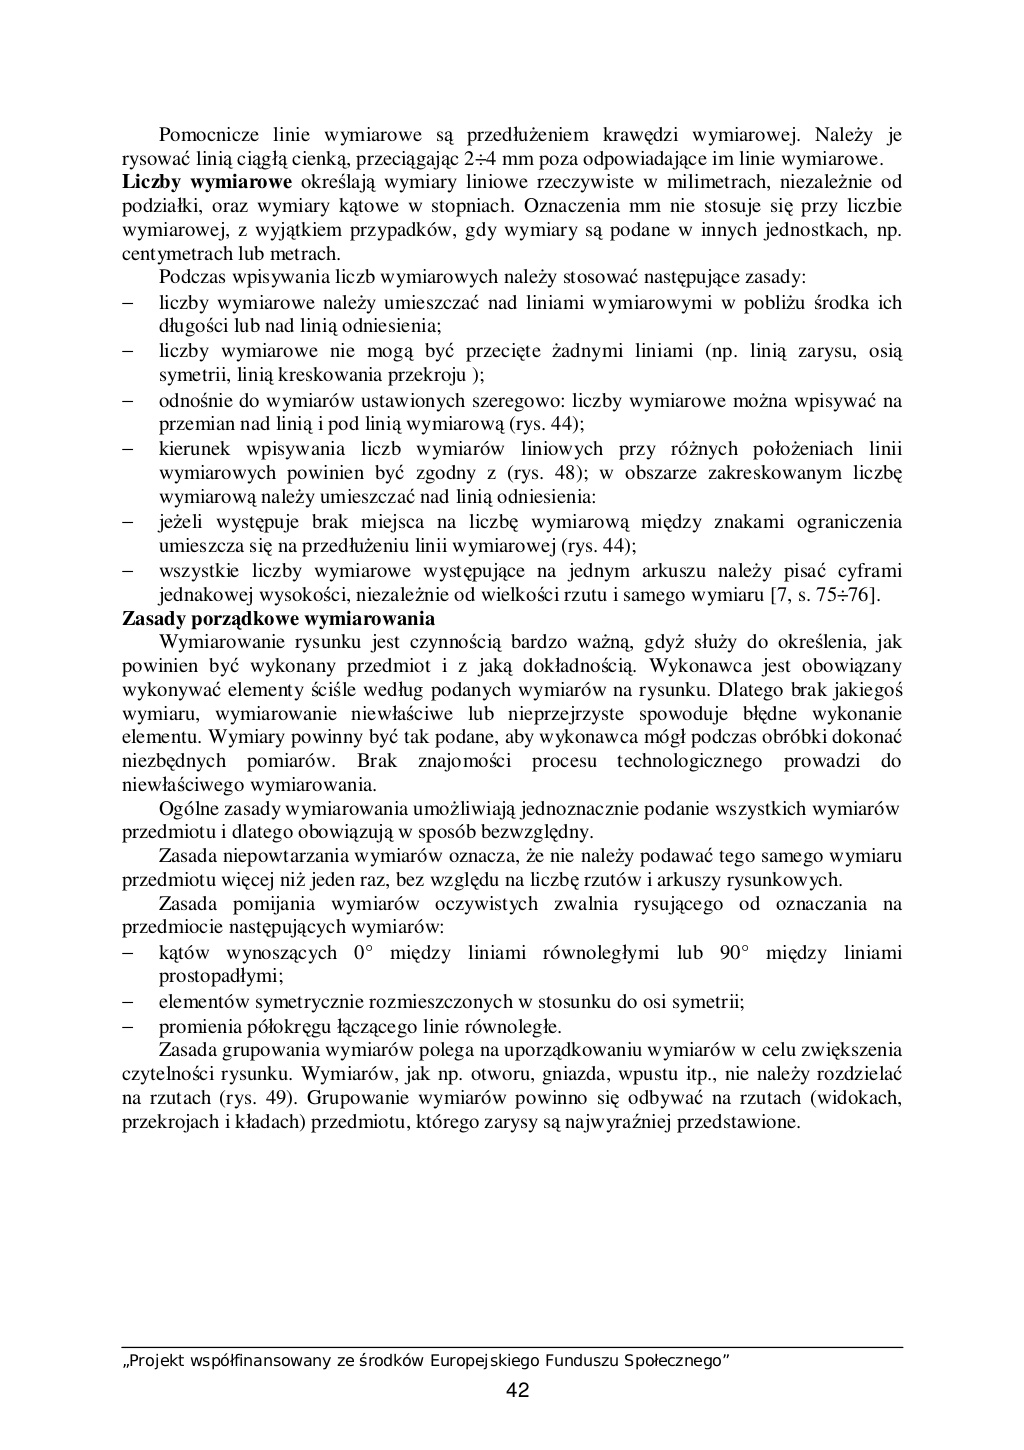 Pomocnicze linie wymiarowe są przedłużeniem krawędzi wymiarowej. Należy je
rysować linią ciągłą cienką, przeciągając 2÷4 mm poza odpowiadające im linie wymiarowe.
Liczby wymiarowe określają wymiary liniowe rzeczywiste w milimetrach, niezależnie od
podziałki, oraz wymiary kątowe w stopniach. Oznaczenia mm nie stosuje się przy liczbie
wymiarowej, z wyjątkiem przypadków, gdy wymiary są podane w innych jednostkach, np.
centymetrach lub metrach.
Podczas wpisywania liczb wymiarowych należy stosować następujące zasady:
− liczby wymiarowe należy umieszczać nad liniami wymiarowymi w pobliżu środka ich
długości lub nad linią odniesienia;
− liczby wymiarowe nie mogą być przecięte żadnymi liniami (np. linią zarysu, osią
symetrii, linią kreskowania przekroju );
− odnośnie do wymiarów ustawionych szeregowo: liczby wymiarowe można wpisywać na
przemian nad linią i pod linią wymiarową (rys. 44);
− kierunek wpisywania liczb wymiarów liniowych przy różnych położeniach linii
wymiarowych powinien być zgodny z (rys. 48); w obszarze zakreskowanym liczbę
wymiarową należy umieszczać nad linią odniesienia:
− jeżeli występuje brak miejsca na liczbę wymiarową między znakami ograniczenia
umieszcza się na przedłużeniu linii wymiarowej (rys. 44);
− wszystkie liczby wymiarowe występujące na jednym arkuszu należy pisać cyframi
jednakowej wysokości, niezależnie od wielkości rzutu i samego wymiaru [7, s. 75÷76].
Zasady porządkowe wymiarowania
Wymiarowanie rysunku jest czynnością bardzo ważną, gdyż służy do określenia, jak
powinien być wykonany przedmiot i z jaką dokładnością. Wykonawca jest obowiązany
wykonywać elementy ściśle według podanych wymiarów na rysunku. Dlatego brak jakiegoś
wymiaru, wymiarowanie niewłaściwe lub nieprzejrzyste spowoduje błędne wykonanie
elementu. Wymiary powinny być tak podane, aby wykonawca mógł podczas obróbki dokonać
niezbędnych pomiarów. Brak znajomości procesu technologicznego prowadzi do
niewłaściwego wymiarowania.
Ogólne zasady wymiarowania umożliwiają jednoznacznie podanie wszystkich wymiarów
przedmiotu i dlatego obowiązują w sposób bezwzględny.
Zasada niepowtarzania wymiarów oznacza, że nie należy podawać tego samego wymiaru
przedmiotu więcej niż jeden raz, bez względu na liczbę rzutów i arkuszy rysunkowych.
Zasada pomijania wymiarów oczywistych zwalnia rysującego od oznaczania na
przedmiocie następujących wymiarów:
− kątów wynoszących 0° między liniami równoległymi lub 90° między liniami
prostopadłymi;
− elementów symetrycznie rozmieszczonych w stosunku do osi symetrii;
− promienia półokręgu łączącego linie równoległe.
Zasada grupowania wymiarów polega na uporządkowaniu wymiarów w celu zwiększenia
czytelności rysunku. Wymiarów, jak np. otworu, gniazda, wpustu itp., nie należy rozdzielać
na rzutach (rys. 49). Grupowanie wymiarów powinno się odbywać na rzutach (widokach,
przekrojach i kładach) przedmiotu, którego zarysy są najwyraźniej przedstawione.
„Projekt współfinansowany ze środków Europejskiego Funduszu Społecznego”
42